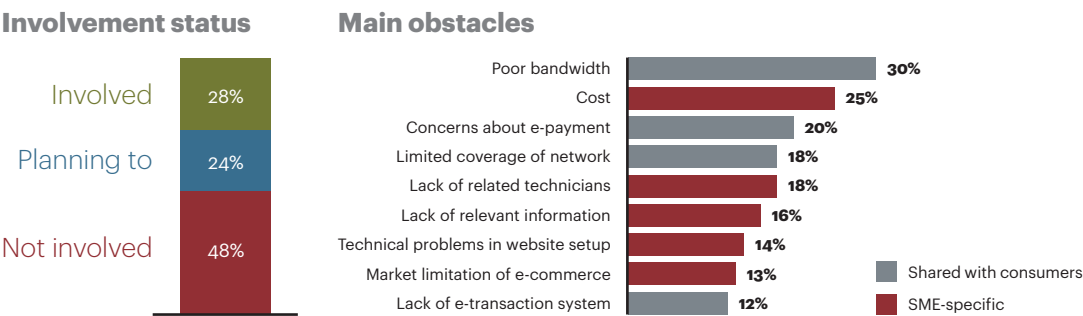 Involvement status
Involved 28%
Planning to 24%
Not involved 48%
Main obstacles
Poor bandwidth 30%
Cost 25%
Concerns about e-payment 20%
Limited coverage of network 18%
Lack of related technicians 18%
Lack of relevant information 16%
Technical problems in website setup 14%
Market limitation of e-commerce 13%
Lack of e-transaction system 12%
Shared with consumers
SME-specific